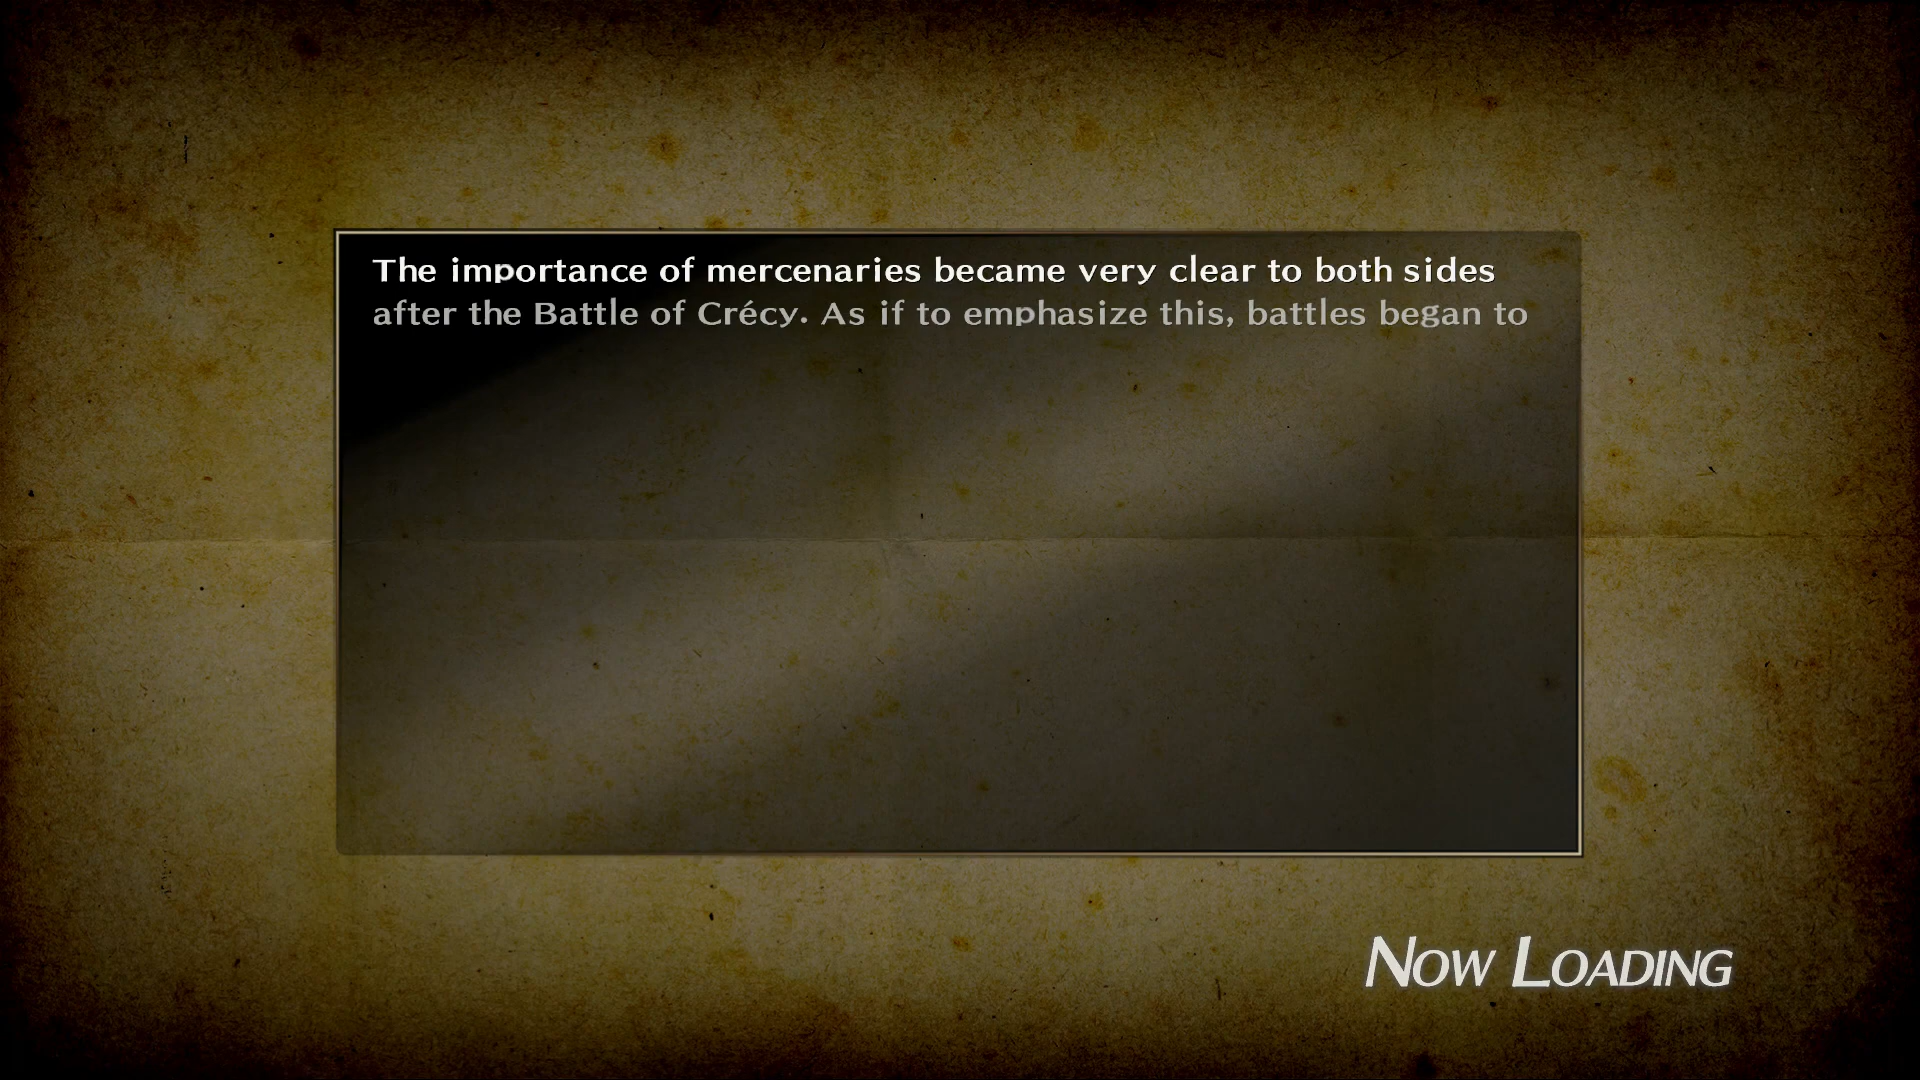 The importance of mercenaries became very clear to both sides
after the Battle of Crécy. As if to emphasize this, battles began to
NOW LOADING